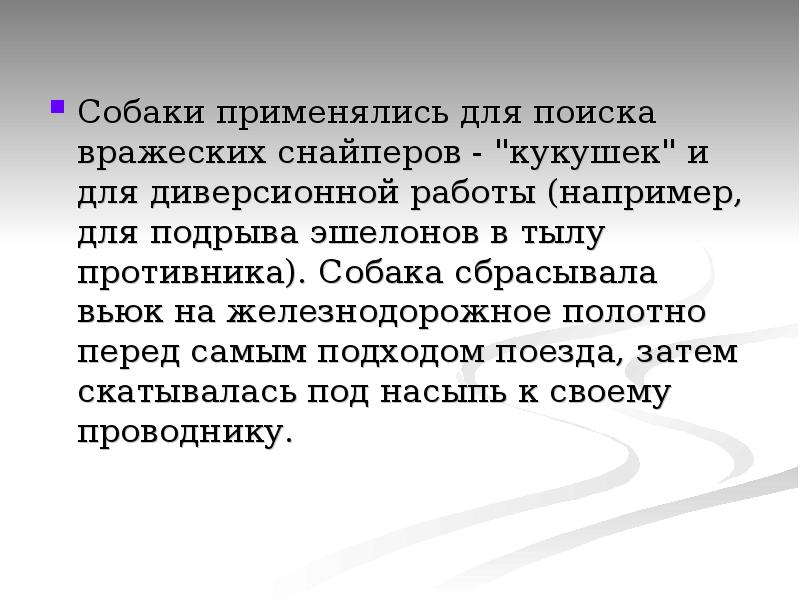 Собаки применялись для поиска
вражеских снайперов - "кукушек" и
для диверсионной работы (например,
для подрыва эшелонов в тылу
противника). Собака сбрасывала
вьюк на железнодорожное полотно
перед самым подходом поезда, затем
скатывалась под насыпь к своему
проводнику.